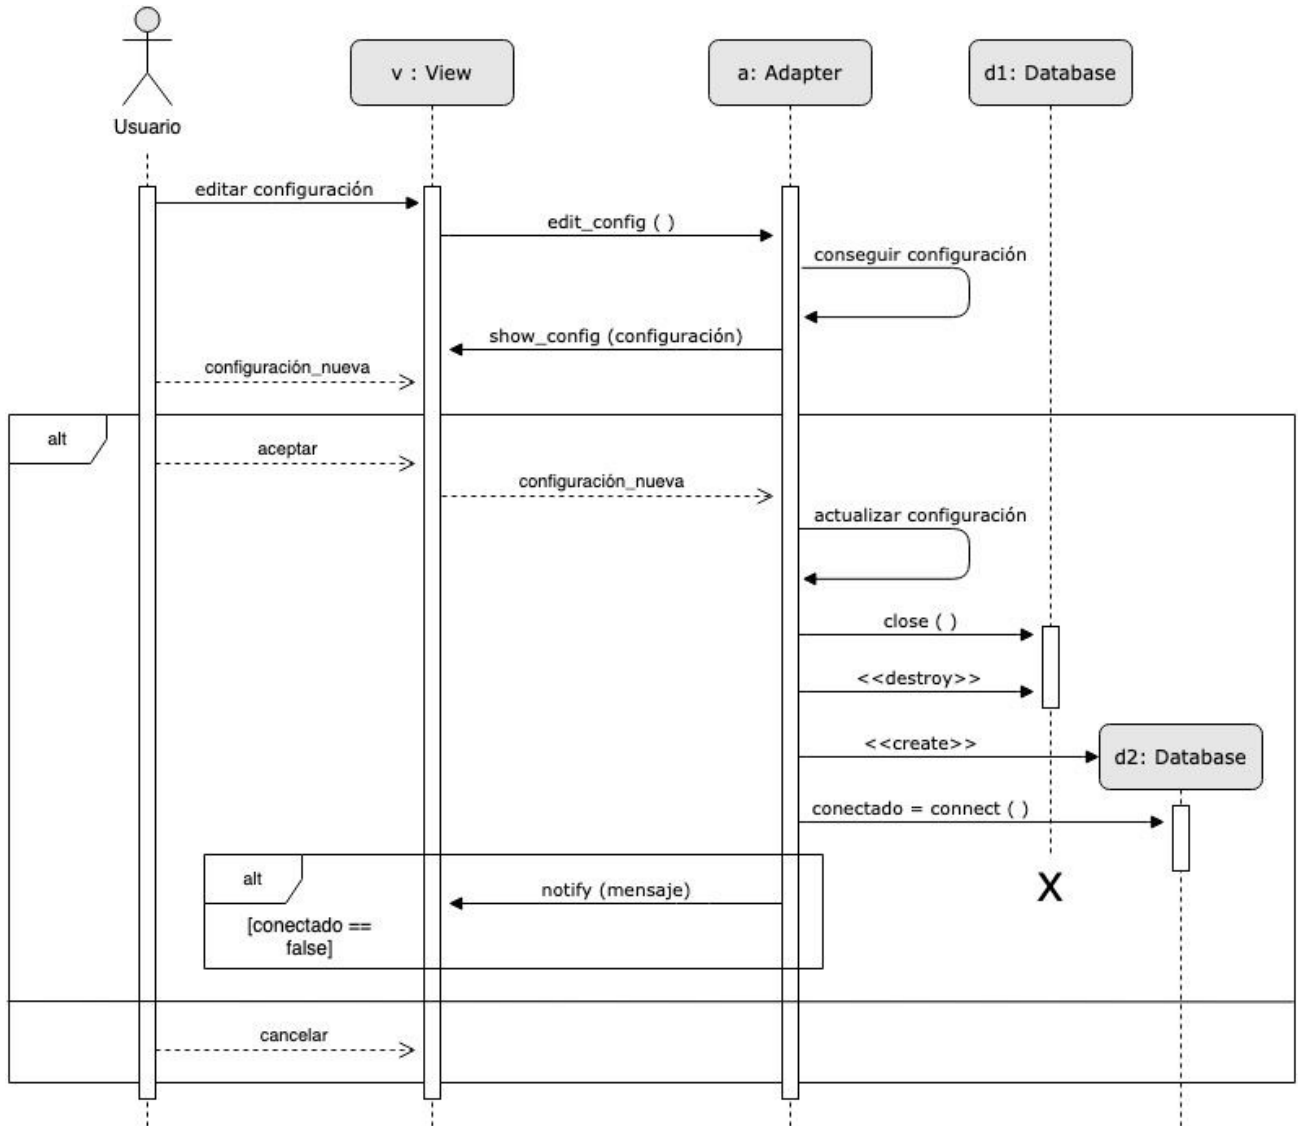 Usuario
v : View
a: Adapter
d1: Database
editar configuración
edit_config ( )
conseguir configuración
show_config (configuración)
configuración_nueva
alt
aceptar
configuración_nueva
actualizar configuración
close ( )
<<destroy>>
<<create>>
d2: Database
conectado = connect ( )
alt
notify (mensaje)
[conectado ==
false]
X
cancelar